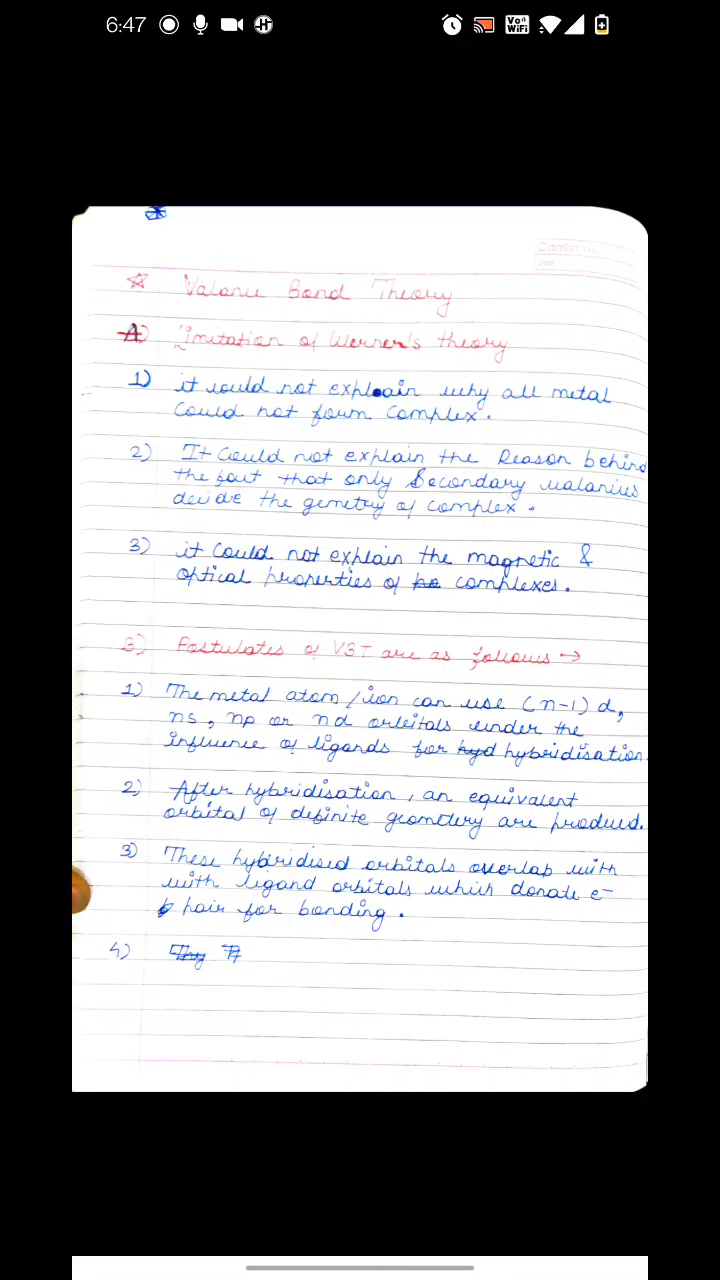 6:47
Vo))
WiFi
Camlin
☆ Valanie Bond Theory
A) Limitation of Werner's theory
1) it could not explain why all metal
could not form complex.
2) It Could not explain the Reason behind
the fact that only Secondary valanies
decide the gemetry of complex.
3) it Could not explain the magnetic &
optical properties of complexes.
B) Postulates of VBT are as follows →
1) The metal atom/ion can use (n-1) d,
ns, np or nd orbitals under the
influence of ligands for hybridisation
2) After hybridisation, an equivalent
orbital of definite geometry are produced.
3) These hybridised orbitals overlap with
with ligand orbitals which donate e-
pair for bonding.
4)